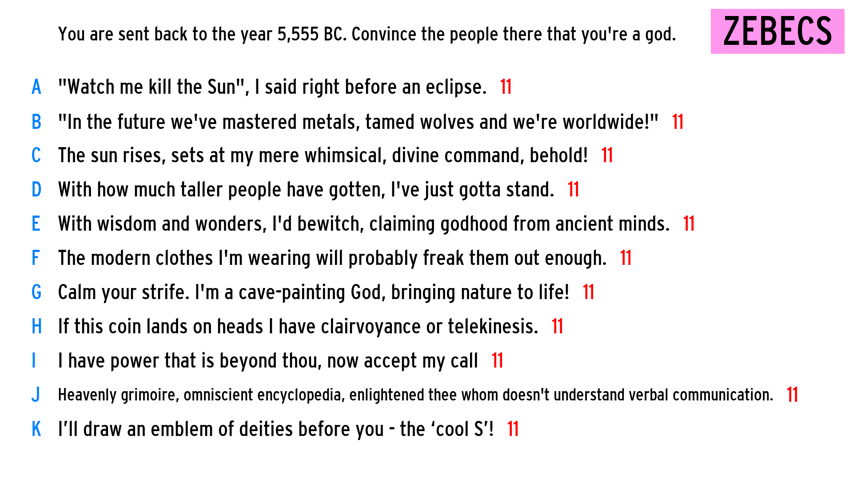 You are sent back to the year 5,555 BC. Convince the people there that you're a god.
ZEBECS
A "Watch me kill the Sun", I said right before an eclipse. 11
B "In the future we've mastered metals, tamed wolves and we're worldwide!" 11
C The sun rises, sets at my mere whimsical, divine command, behold! 11
D With how much taller people have gotten, I've just gotta stand. 11
E With wisdom and wonders, I'd bewitch, claiming godhood from ancient minds. 11
F The modern clothes I'm wearing will probably freak them out enough. 11
G Calm your strife. I'm a cave-painting God, bringing nature to life! 11
H If this coin lands on heads I have clairvoyance or telekinesis. 11
I I have power that is beyond thou, now accept my call 11
J Heavenly grimoire, omniscient encyclopedia, enlightened thee whom doesn't understand verbal communication. 11
K I’ll draw an emblem of deities before you - the ‘cool S’! 11